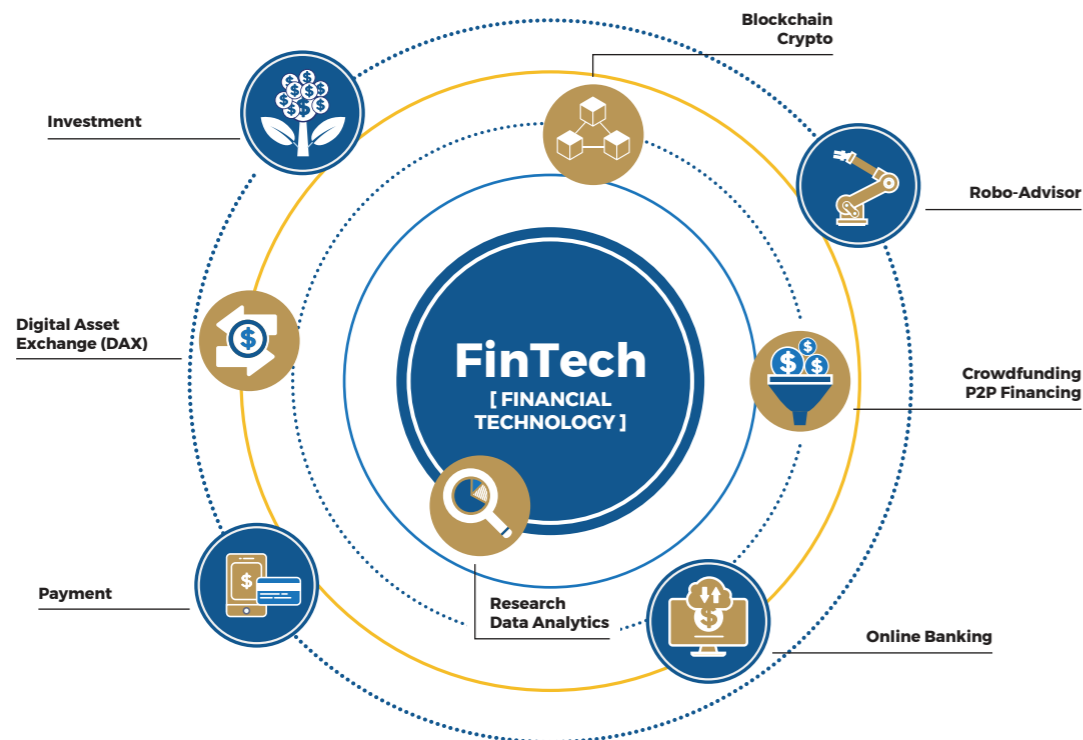 Blockchain
Crypto
Investment
Robo-Advisor
Digital Asset
Exchange (DAX)
FinTech
[ FINANCIAL
TECHNOLOGY ]
Crowdfunding
P2P Financing
Payment
Research
Data Analytics
Online Banking